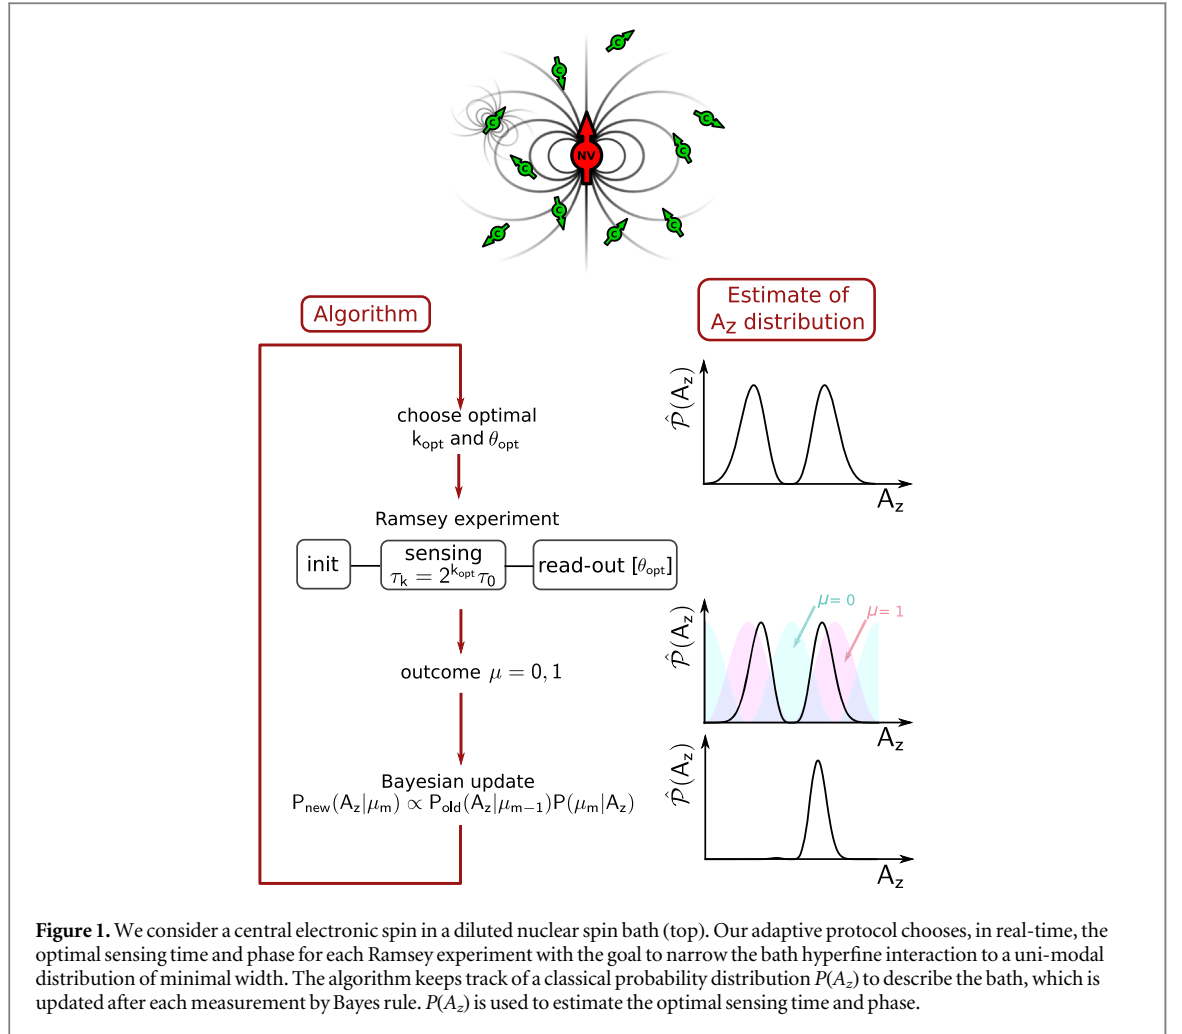 C
C
C
C
C
NV
C
C
C
C
C
Algorithm
Estimate of
A_z distribution
choose optimal
k_opt and θ_opt
Ramsey experiment
init
sensing
τ_k = 2^{k_opt} τ_0
read-out [θ_opt]
outcome μ = 0, 1
Bayesian update
P_new(A_z|μ_m) ∝ P_old(A_z|μ_{m−1})P(μ_m|A_z)
𝒫̂(A_z)
A_z
μ= 0
μ= 1
𝒫̂(A_z)
A_z
𝒫̂(A_z)
A_z
Figure 1. We consider a central electronic spin in a diluted nuclear spin bath (top). Our adaptive protocol chooses, in real-time, the
optimal sensing time and phase for each Ramsey experiment with the goal to narrow the bath hyperfine interaction to a uni-modal
distribution of minimal width. The algorithm keeps track of a classical probability distribution P(A_z) to describe the bath, which is
updated after each measurement by Bayes rule. P(A_z) is used to estimate the optimal sensing time and phase.